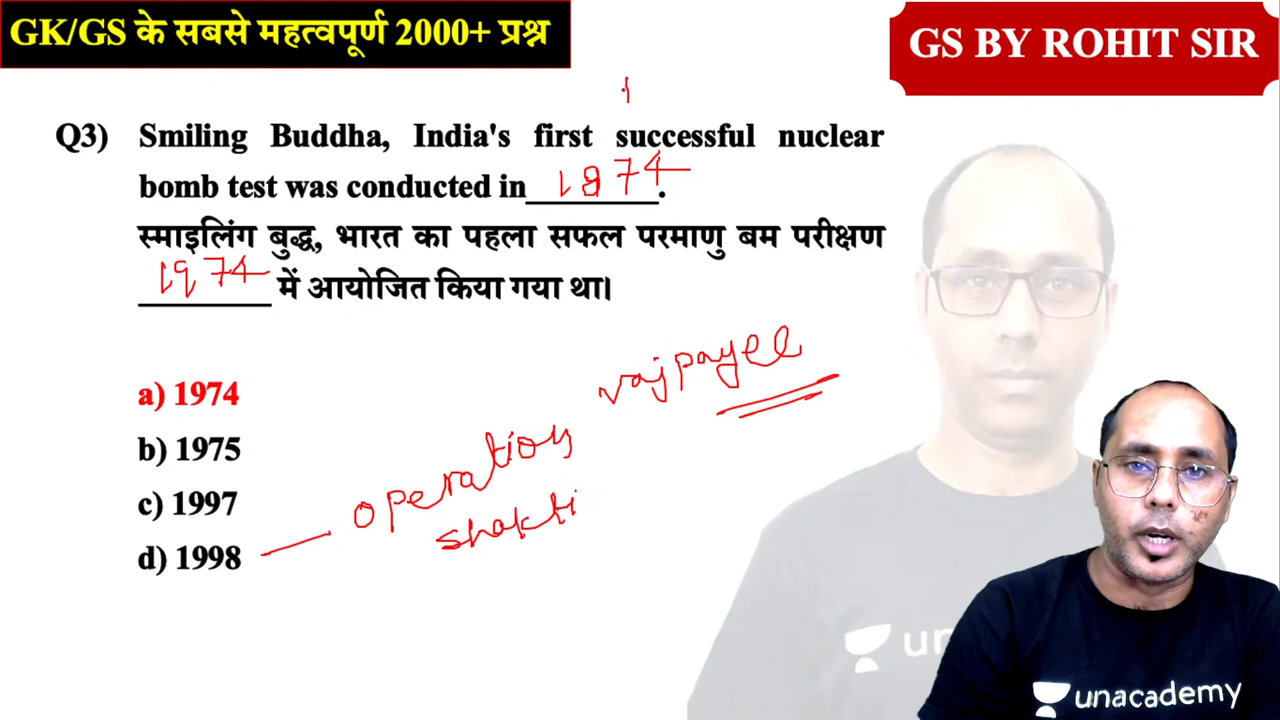 GK/GS के सबसे महत्वपूर्ण 2000+ प्रश्न
GS BY ROHIT SIR
Q3) Smiling Buddha, India's first successful nuclear
bomb test was conducted in 1974.
स्माइलिंग बुद्ध, भारत का पहला सफल परमाणु बम परीक्षण
1974 में आयोजित किया गया था।
vajpayee
a) 1974
b) 1975
operation
c) 1997
shakti
d) 1998
un
unacademy